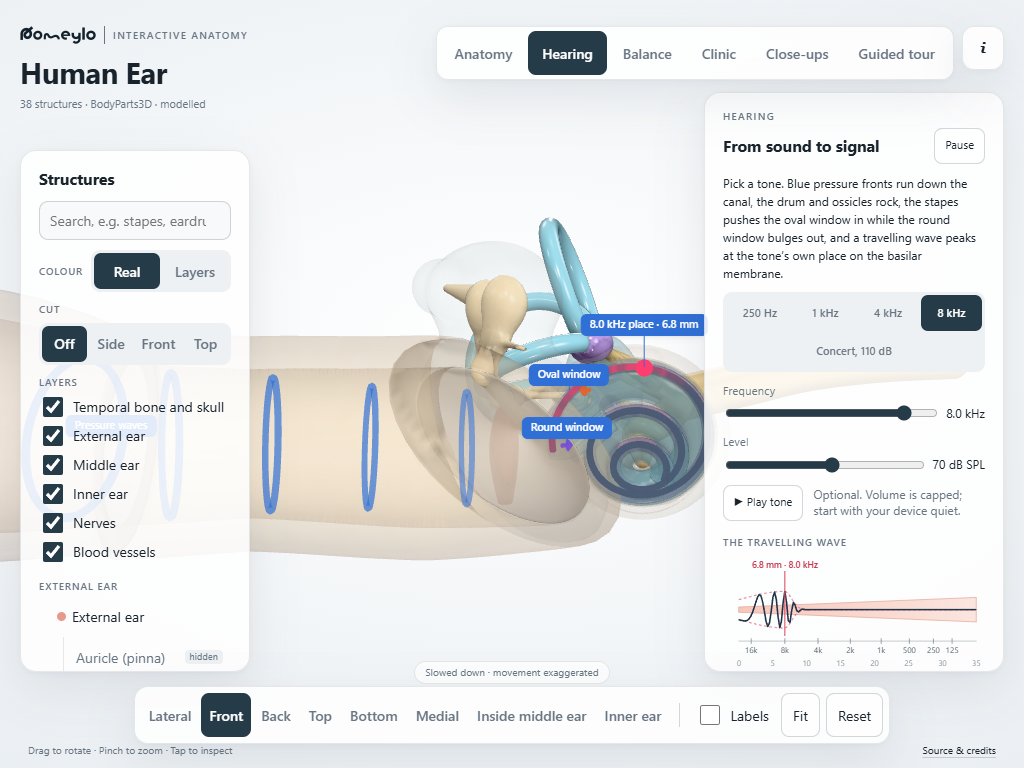 Pomeylo
INTERACTIVE ANATOMY
Human Ear
38 structures · BodyParts3D · modelled
Anatomy
Hearing
Balance
Clinic
Close-ups
Guided tour
i
Structures
Search, e.g. stapes, eardru
COLOUR
Real
Layers
CUT
Off
Side
Front
Top
LAYERS
Temporal bone and skull
Pressure waves
External ear
Middle ear
Inner ear
Nerves
Blood vessels
EXTERNAL EAR
External ear
Auricle (pinna)
hidden
8.0 kHz place · 6.8 mm
Oval window
Round window
HEARING
From sound to signal
Pause
Pick a tone. Blue pressure fronts run down the
canal, the drum and ossicles rock, the stapes
pushes the oval window in while the round
window bulges out, and a travelling wave peaks
at the tone's own place on the basilar
membrane.
250 Hz
1 kHz
4 kHz
8 kHz
Concert, 110 dB
Frequency
8.0 kHz
Level
70 dB SPL
▶ Play tone
Optional. Volume is capped;
start with your device quiet.
THE TRAVELLING WAVE
6.8 mm · 8.0 kHz
16k 8k 4k 2k 1k 500 250 125
0 5 10 15 20 25 30 35
Slowed down · movement exaggerated
Lateral
Front
Back
Top
Bottom
Medial
Inside middle ear
Inner ear
Labels
Fit
Reset
Drag to rotate · Pinch to zoom · Tap to inspect
Source & credits